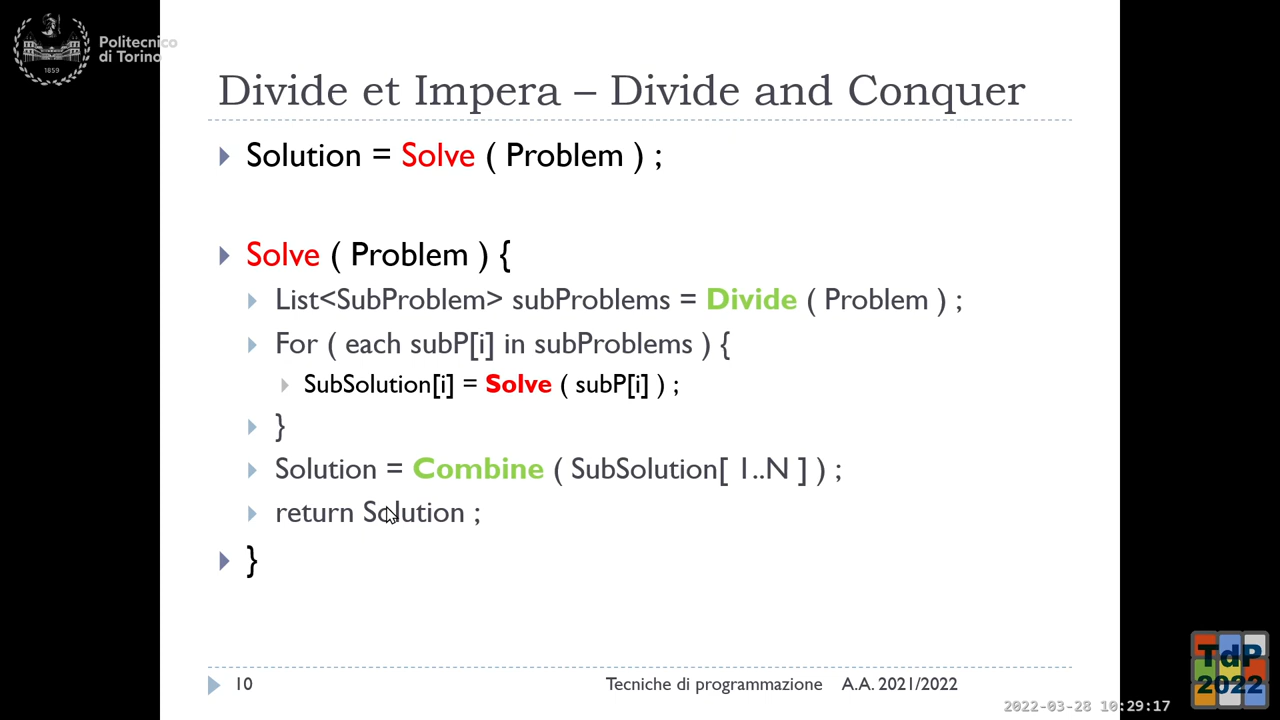 Politecnico
di Torino
1859
Divide et Impera – Divide and Conquer
Solution = Solve ( Problem ) ;
Solve ( Problem ) {
List<SubProblem> subProblems = Divide ( Problem ) ;
For ( each subP[i] in subProblems ) {
SubSolution[i] = Solve ( subP[i] ) ;
}
Solution = Combine ( SubSolution[ 1..N ] ) ;
return Solution ;
}
10 Tecniche di programmazione A.A. 2021/2022
TdP
2022
2022-03-28 10:29:17